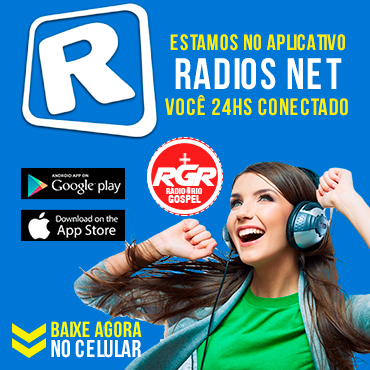 R
ESTAMOS NO APLICATIVO
RADIOS NET
VOCÊ 24HS CONECTADO
ANDROID APP ON
Google play
Download on the
App Store
RGR
RADIO RIO
GOSPEL
BAIXE AGORA
NO CELULAR